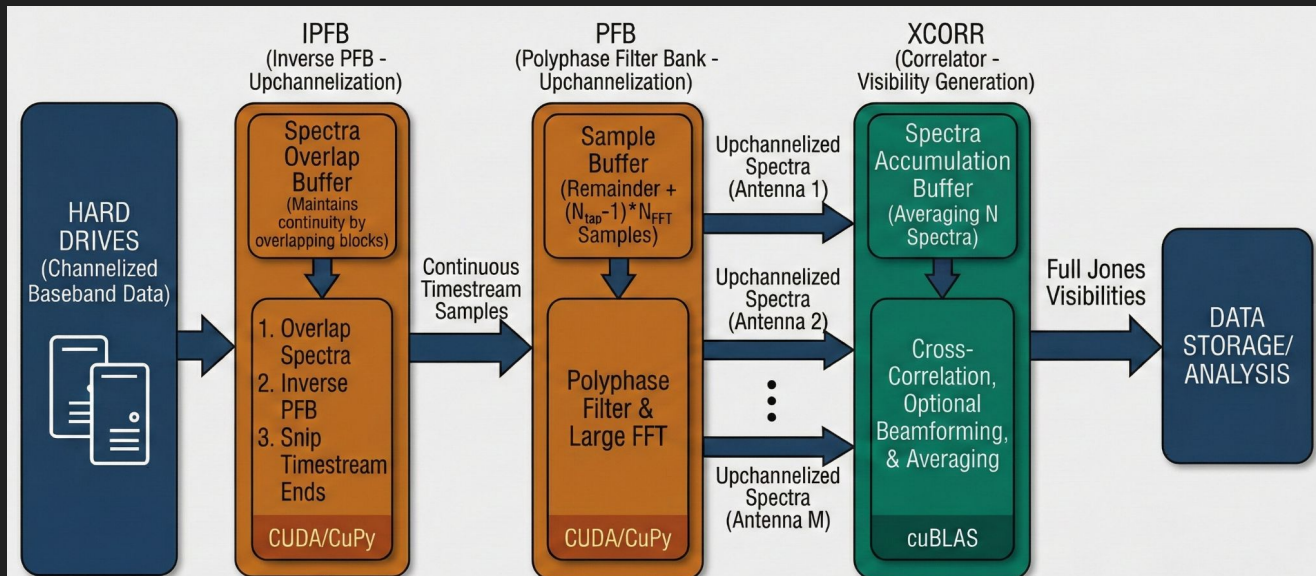 IPFB
(Inverse PFB -
Upchannelization)
PFB
(Polyphase Filter Bank -
Upchannelization)
XCORR
(Correlator -
Visibility Generation)
HARD
DRIVES
(Channelized
Baseband Data)
Spectra
Overlap
Buffer
(Maintains
continuity by
overlapping blocks)
1. Overlap
Spectra
2. Inverse
PFB
3. Snip
Timestream
Ends
CUDA/CuPy
Continuous
Timestream
Samples
Sample
Buffer
(Remainder +
(Ntap-1)*NFFT
Samples)
Polyphase
Filter &
Large FFT
CUDA/CuPy
Upchannelized
Spectra
(Antenna 1)
Upchannelized
Spectra
(Antenna 2)
Upchannelized
Spectra
(Antenna M)
Spectra
Accumulation
Buffer
(Averaging N
Spectra)
Cross-
Correlation,
Optional
Beamforming,
& Averaging
cuBLAS
Full Jones
Visibilities
DATA
STORAGE/
ANALYSIS